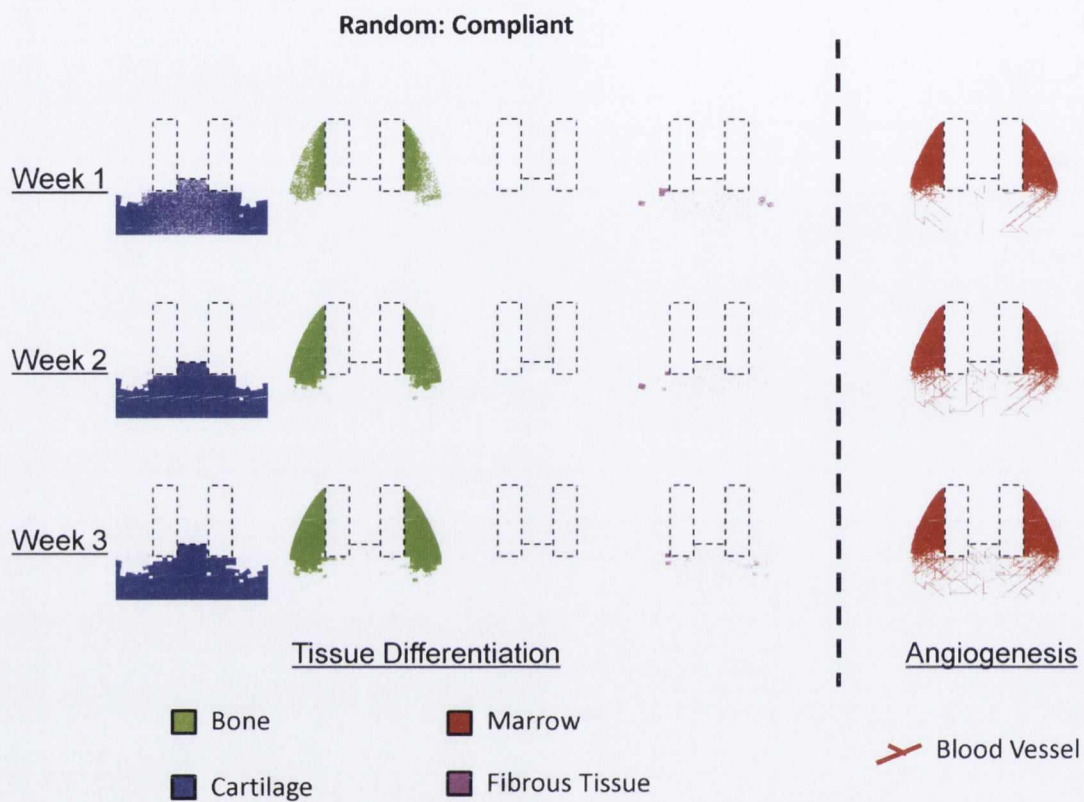 Random: Compliant
Week 1
Week 2
Week 3
Tissue Differentiation
Angiogenesis
Bone
Marrow
Blood Vessel
Cartilage
Fibrous Tissue